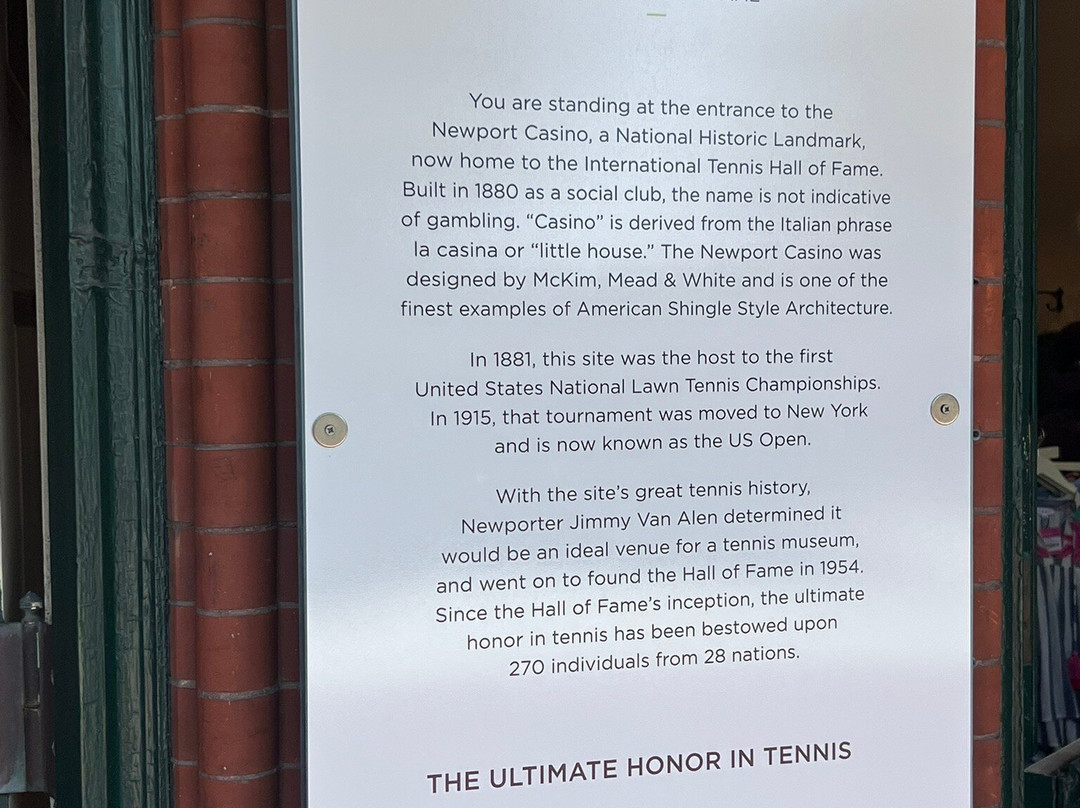 You are standing at the entrance to the
Newport Casino, a National Historic Landmark,
now home to the International Tennis Hall of Fame.
Built in 1880 as a social club, the name is not indicative
of gambling. “Casino” is derived from the Italian phrase
la casina or “little house.” The Newport Casino was
designed by McKim, Mead & White and is one of the
finest examples of American Shingle Style Architecture.
In 1881, this site was the host to the first
United States National Lawn Tennis Championships.
In 1915, that tournament was moved to New York
and is now known as the US Open.
With the site’s great tennis history,
Newporter Jimmy Van Alen determined it
would be an ideal venue for a tennis museum,
and went on to found the Hall of Fame in 1954.
Since the Hall of Fame’s inception, the ultimate
honor in tennis has been bestowed upon
270 individuals from 28 nations.
THE ULTIMATE HONOR IN TENNIS